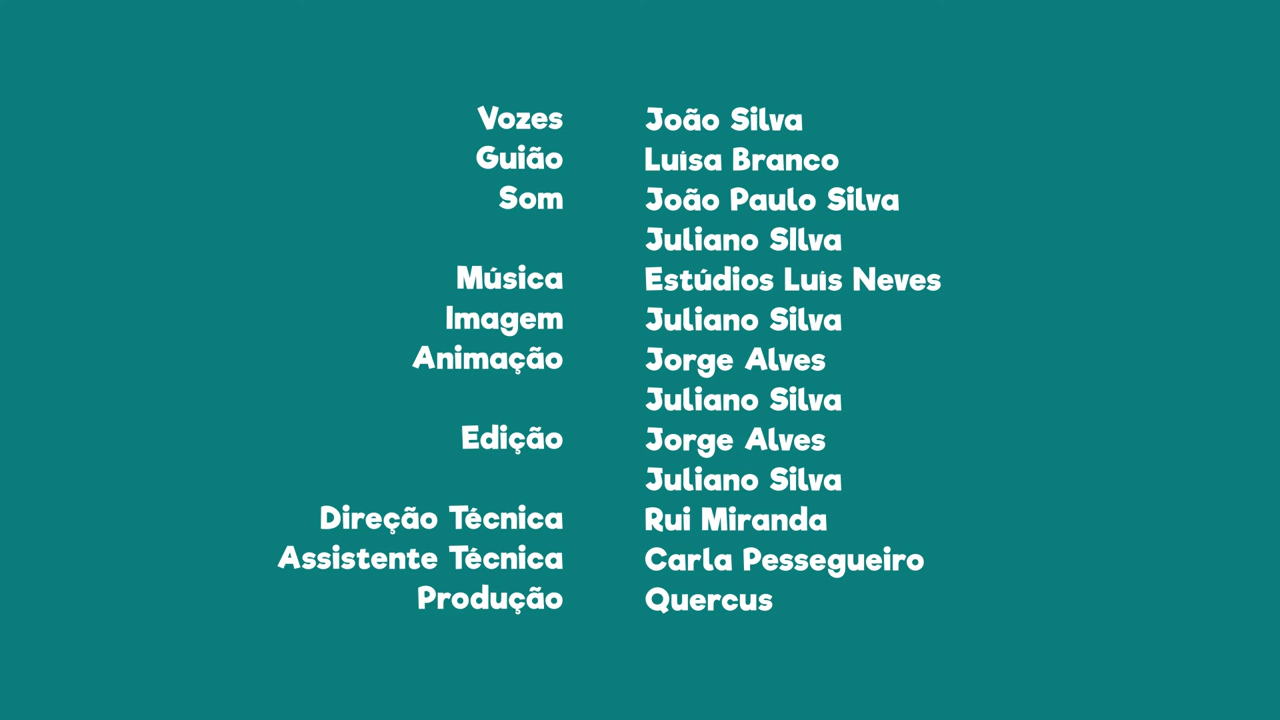 Vozes João Silva
Guião Luísa Branco
Som João Paulo Silva
Juliano SIlva
Música Estúdios Luís Neves
Imagem Juliano Silva
Animação Jorge Alves
Juliano Silva
Edição Jorge Alves
Juliano Silva
Direção Técnica Rui Miranda
Assistente Técnica Carla Pessegueiro
Produção Quercus